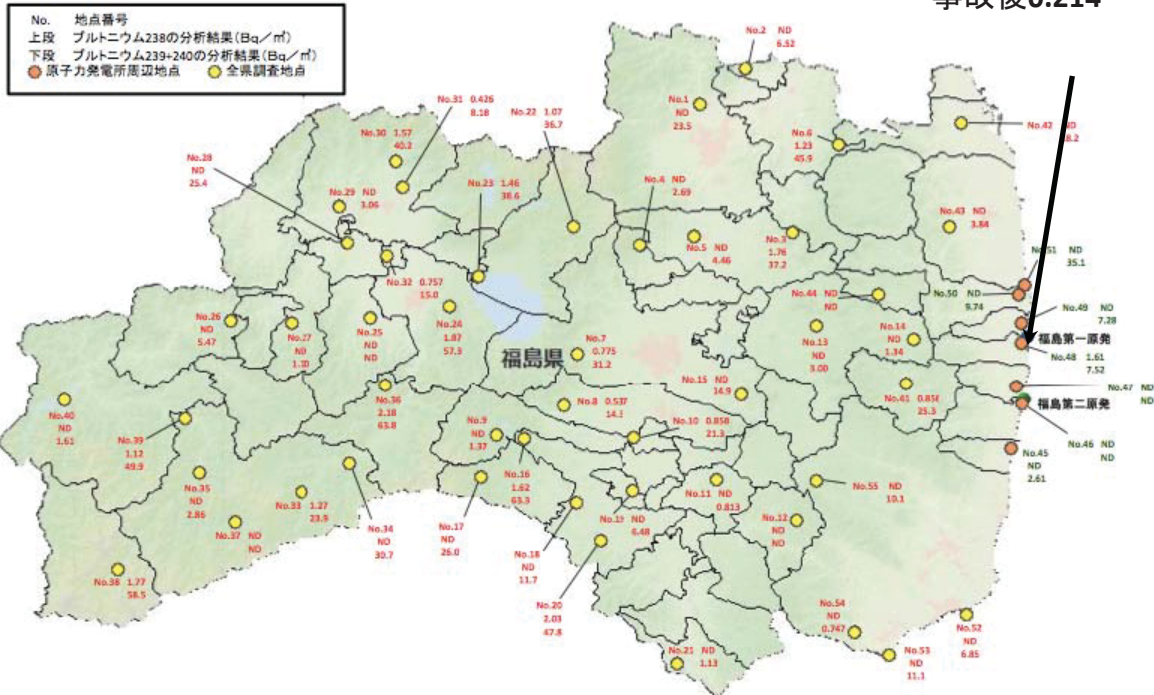 事故後0.214
No. 地点番号
上段 プルトニウム238の分析結果(Bq/㎡)
下段 プルトニウム239+240の分析結果(Bq/㎡)
原子力発電所周辺地点 全県調査地点
No.2 ND
6.52
No.1
ND
23.5
No.31 0.426
8.18
No.22 1.07
36.7
No.30 1.57
40.2
No.6
1.23
45.9
No.42 ND
8.2
No.28
ND
25.4
No.29 ND
3.06
No.23 1.46
38.6
No.4 ND
2.69
No.5 ND
4.46
No.3
1.76
37.2
No.43 ND
3.84
No.51 ND
35.1
No.50 ND
9.74
No.44 ND
ND
No.49 ND
7.28
No.32 0.757
15.0
No.26
ND
5.47
No.27
ND
No.25
ND
ND
No.24
1.87
57.3
No.7
0.775
31.2
福島県
No.13
ND
3.00
No.14
ND
1.34
福島第一原発
No.48 1.61
7.52
No.47 ND
ND
福島第二原発
No.46 ND
ND
No.45
ND
2.61
No.40
ND
1.61
No.36
2.18
63.8
No.8 0.537
No.15 ND
14.9
No.41
25.3
No.39
1.12
49.9
No.9
ND
1.37
No.10 0.858
21.3
No.35
ND
2.86
No.33 1.27
23.9
No.37 ND
ND
No.34
ND
30.7
No.17
ND
26.0
No.16
1.62
63.3
No.18
ND
11.7
ND
6.48
No.11 ND
0.813
No.12
ND
ND
No.55 ND
10.1
No.38 1.77
58.5
No.20
2.03
47.8
No.21 ND
1.13
No.54
ND
0.747
No.52
ND
6.85
No.53
ND
11.1